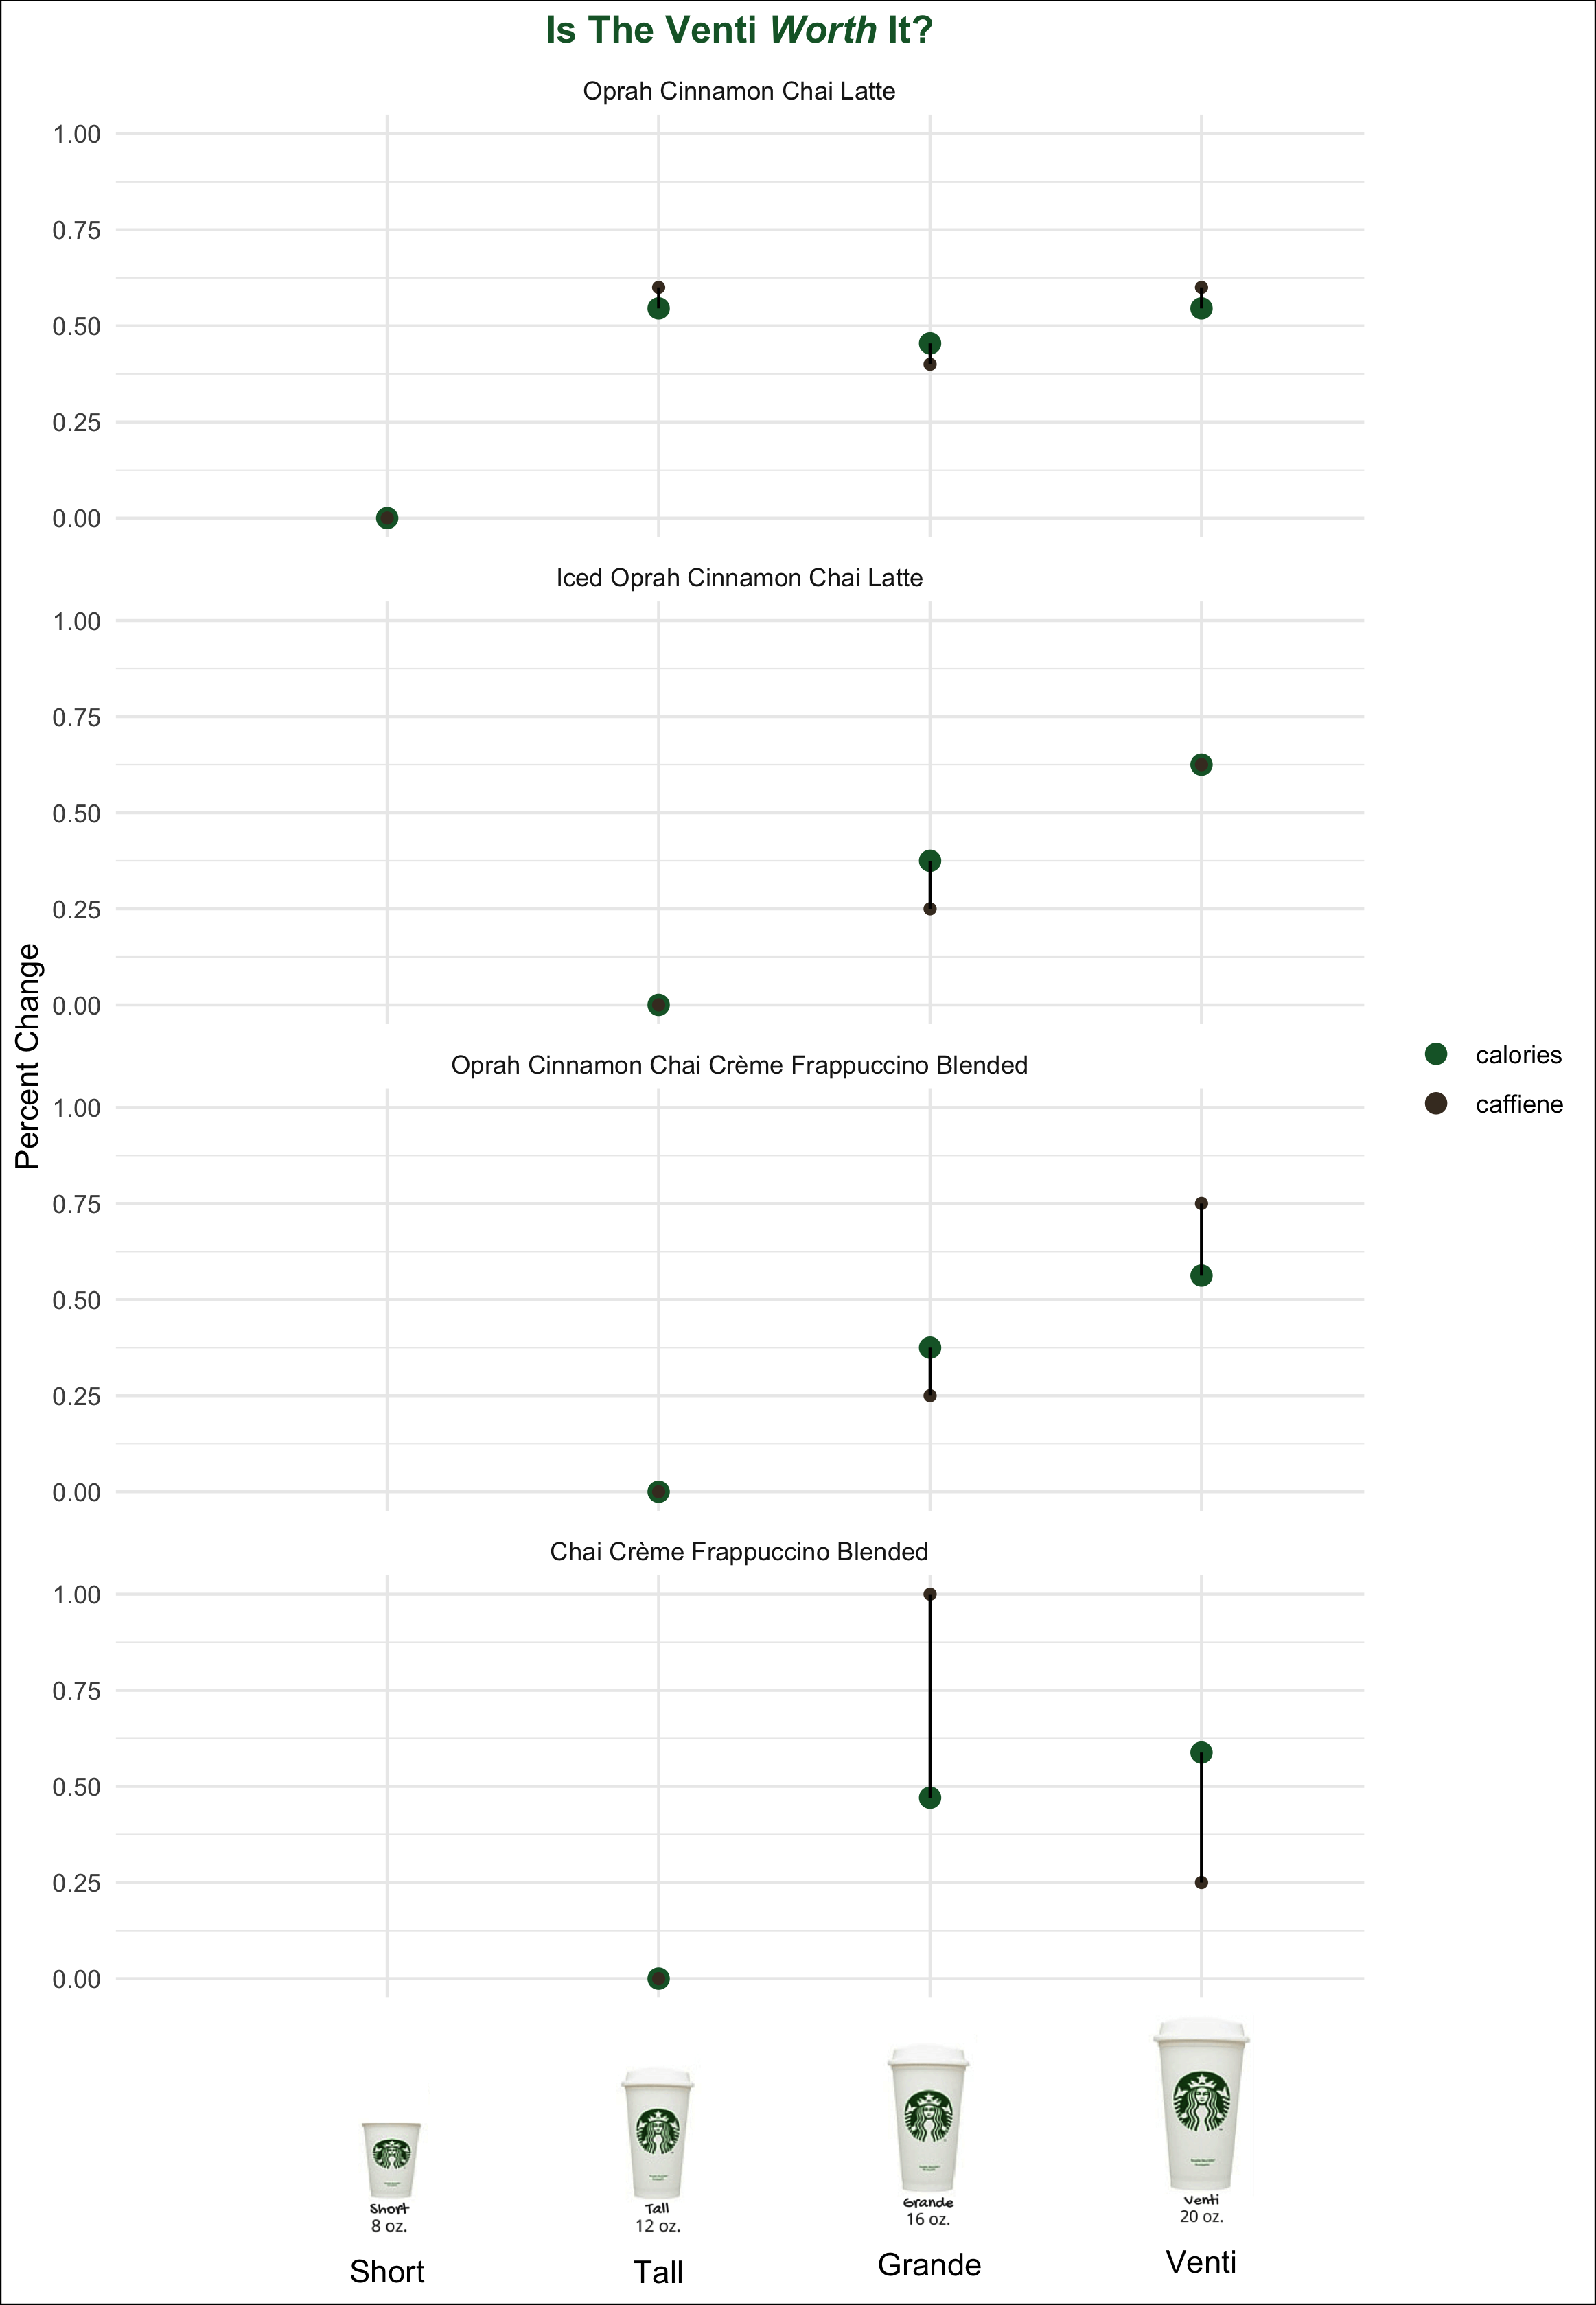 Is The Venti Worth It?
Oprah Cinnamon Chai Latte
1.00
0.75
0.50
0.25
0.00
Iced Oprah Cinnamon Chai Latte
1.00
0.75
0.50
0.25
0.00
Percent Change
Oprah Cinnamon Chai Crème Frappuccino Blended
1.00
0.75
0.50
0.25
0.00
calories
caffiene
Chai Crème Frappuccino Blended
1.00
0.75
0.50
0.25
0.00
Short
8 oz.
Tall
12 oz.
Grande
16 oz.
Venti
20 oz.
Short
Tall
Grande
Venti